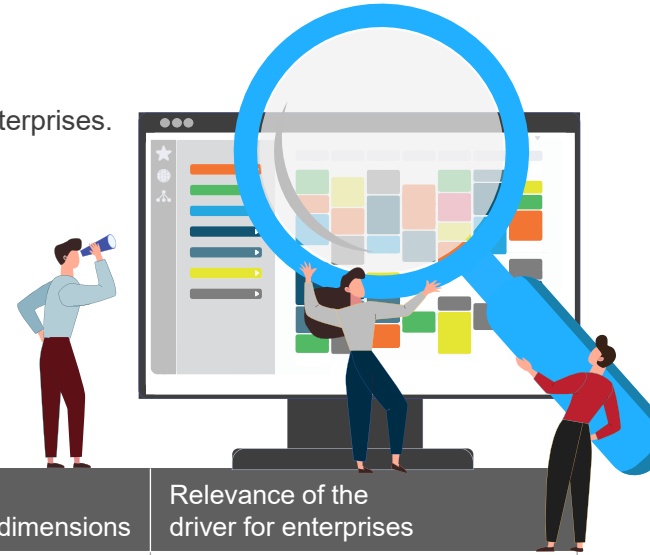 terprises.
Relevance of the
dimensions
driver for enterprises